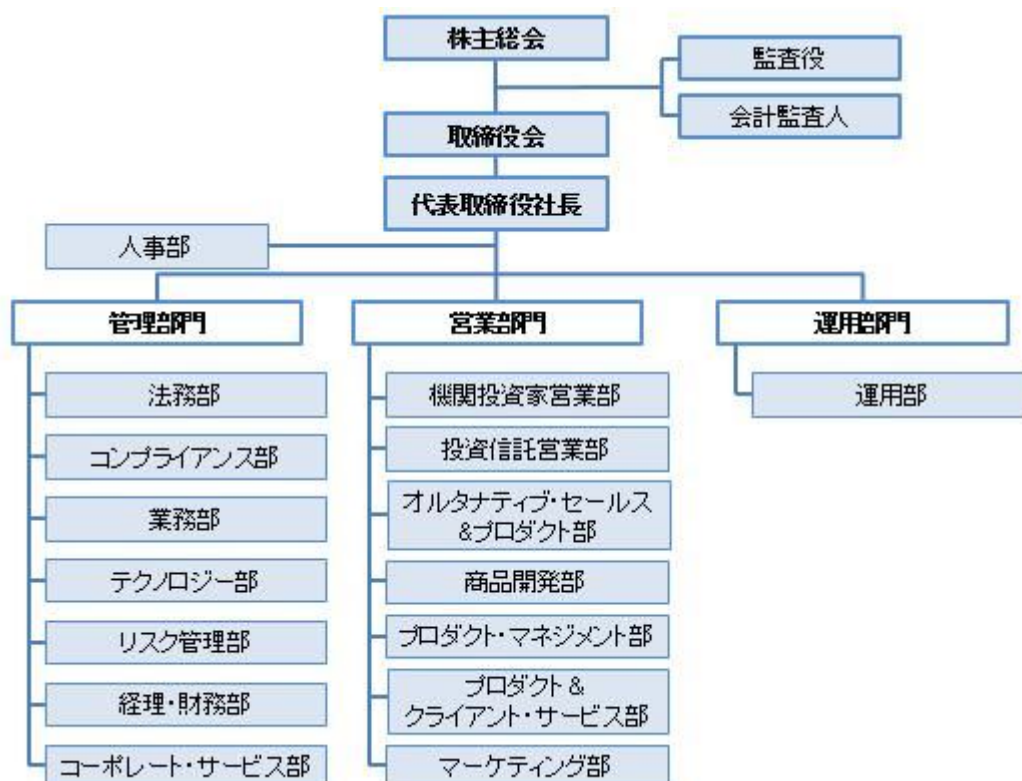 株主総会
監査役
会計監査人
取締役会
代表取締役社長
人事部
管理部門
法務部
コンプライアンス部
業務部
テクノロジー部
リスク管理部
経理・財務部
コーポレート・サービス部
営業部門
機関投資家営業部
投資信託営業部
オルタナティブ・セールス
&プロダクト部
商品開発部
プロダクト・マネジメント部
プロダクト &
クライアント・サービス部
マーケティング部
運用部門
運用部